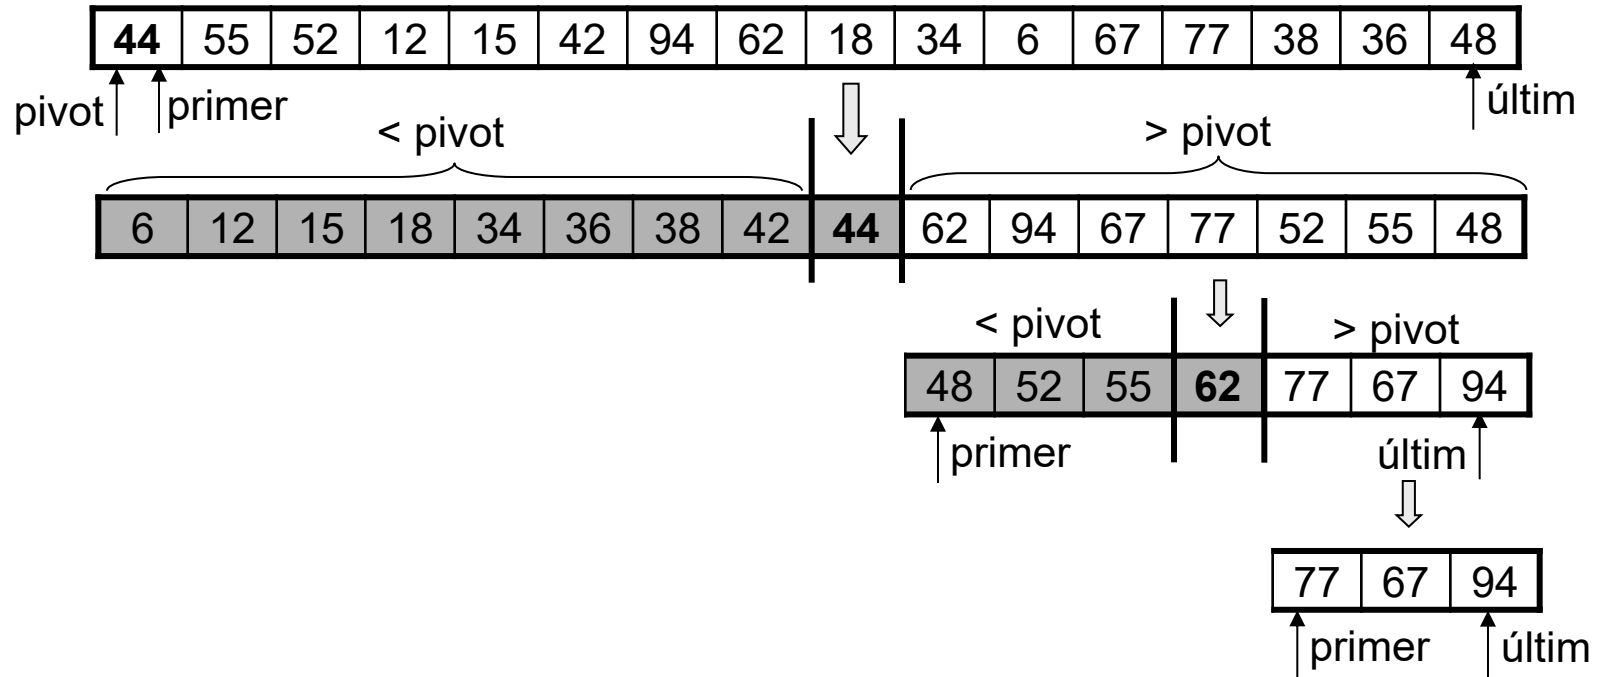 44 55 52 12 15 42 94 62 18 34 6 67 77 38 36 48
pivot primer últim
< pivot > pivot
6 12 15 18 34 36 38 42 44 62 94 67 77 52 55 48
< pivot > pivot
48 52 55 62 77 67 94
primer últim
77 67 94
primer últim